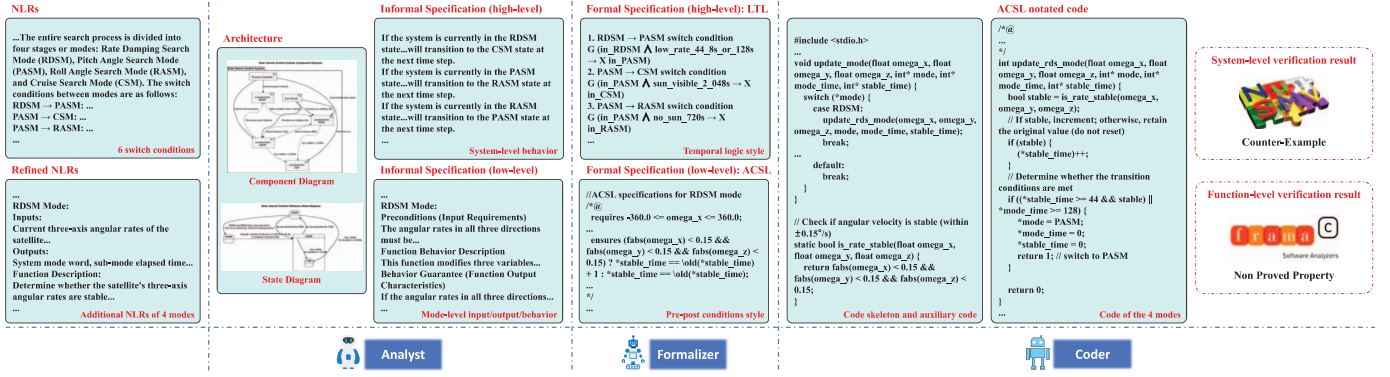 NLRs
...The entire search process is divided into
four stages or modes: Rate Damping Search
Mode (RDSM), Pitch Angle Search Mode
(PASM), Roll Angle Search Mode (RASM),
and Cruise Search Mode (CSM). The switch
conditions between modes are as follows:
RDSM → PASM: ...
PASM → CSM: ...
PASM → RASM: ...
...
6 switch conditions
Refined NLRs
...
RDSM Mode:
Inputs:
Current three-axis angular rates of the
satellite...
Outputs:
System mode word, sub-mode elapsed time...
Function Description:
Determine whether the satellite's three-axis
angular rates are stable...
...
Additional NLRs of 4 modes
Architecture
Component Diagram
State Diagram
Informal Specification (high-level)
If the system is currently in the RDSM
state...will transition to the CSM state at
the next time step.
If the system is currently in the PASM
state...will transition to the RASM state at
the next time step.
If the system is currently in the RASM
state...will transition to the PASM state at
the next time step.
...
System-level behavior
Informal Specification (low-level)
...
RDSM Mode:
Preconditions (Input Requirements)
The angular rates in all three directions
must be...
Function Behavior Description
This function modifies three variables...
Behavior Guarantee (Function Output
Characteristics)
If the angular rates in all three directions...
...
Mode-level input/output/behavior
Formal Specification (high-level): LTL
1. RDSM → PASM switch condition
G (in_RDSM ⋀ low_rate_44_8s_or_128s
→ X in_PASM)
2. PASM → CSM switch condition
G (in_PASM ⋀ sun_visible_2_048s → X
in_CSM)
3. PASM → RASM switch condition
G (in_PASM ⋀ no_sun_720s → X
in_RASM)
...
Temporal logic style
Formal Specification (low-level): ACSL
//ACSL specifications for RDSM mode
/*@
requires -360.0 <= omega_x <= 360.0;
...
ensures (fabs(omega_x) < 0.15 &&
fabs(omega_y) < 0.15 && fabs(omega_z) <
0.15) ? *stable_time == \old(*stable_time)
+ 1 : *stable_time == \old(*stable_time);
...
*/
...
Pre-post conditions style
#include <stdio.h>
...
void update_mode(float omega_x, float
omega_y, float omega_z, int* mode, int*
mode_time, int* stable_time) {
switch (*mode) {
case RDSM:
update_rds_mode(omega_x, omega_y,
omega_z, mode, mode_time, stable_time);
break;
...
default:
break;
}
}
// Check if angular velocity is stable (within
±0.15°/s)
static bool is_rate_stable(float omega_x,
float omega_y, float omega_z) {
return fabs(omega_x) < 0.15 &&
fabs(omega_y) < 0.15 && fabs(omega_z) <
0.15;
}
Code skeleton and auxiliary code
ACSL notated code
/*@
...
*/
int update_rds_mode(float omega_x, float
omega_y, float omega_z, int* mode, int*
mode_time, int* stable_time) {
bool stable = is_rate_stable(omega_x,
omega_y, omega_z);
// If stable, increment; otherwise, retain
the original value (do not reset)
if (stable) {
(*stable_time)++;
}
// Determine whether the transition
conditions are met
if ((*stable_time >= 44 && stable) ||
*mode_time >= 128) {
*mode = PASM;
*mode_time = 0;
*stable_time = 0;
return 1; // switch to PASM
}
return 0;
}
...
Code of the 4 modes
System-level verification result
Counter-Example
Function-level verification result
frama C
Software Analyzers
Non Proved Property
Analyst
Formalizer
Coder